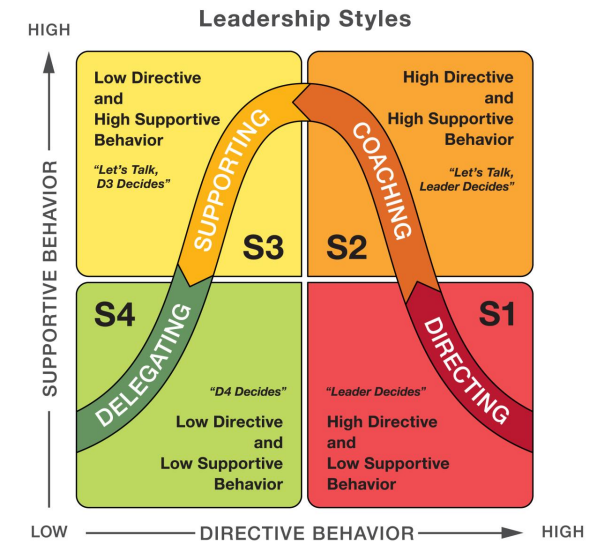 Leadership Styles
HIGH
SUPPORTIVE BEHAVIOR
Low Directive
and
High Supportive
Behavior
“Let’s Talk,
D3 Decides”
SUPPORTING
S3
High Directive
and
High Supportive
Behavior
“Let’s Talk,
Leader Decides”
COACHING
S2
S4
DELEGATING
“D4 Decides”
Low Directive
and
Low Supportive
Behavior
S1
DIRECTING
“Leader Decides”
High Directive
and
Low Supportive
Behavior
LOW
DIRECTIVE BEHAVIOR
HIGH